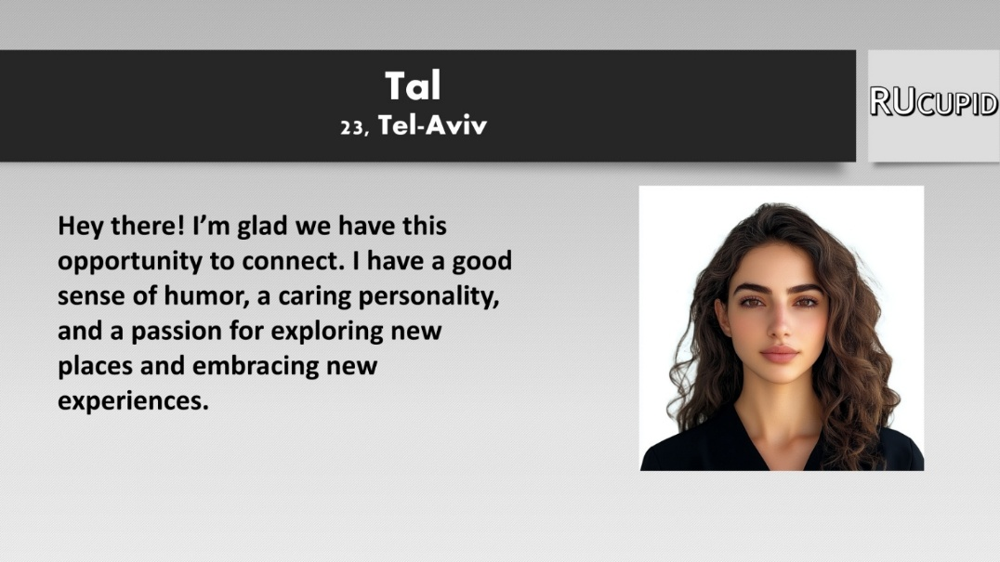 Tal
23, Tel-Aviv
RUCUPID
Hey there! I’m glad we have this
opportunity to connect. I have a good
sense of humor, a caring personality,
and a passion for exploring new
places and embracing new
experiences.